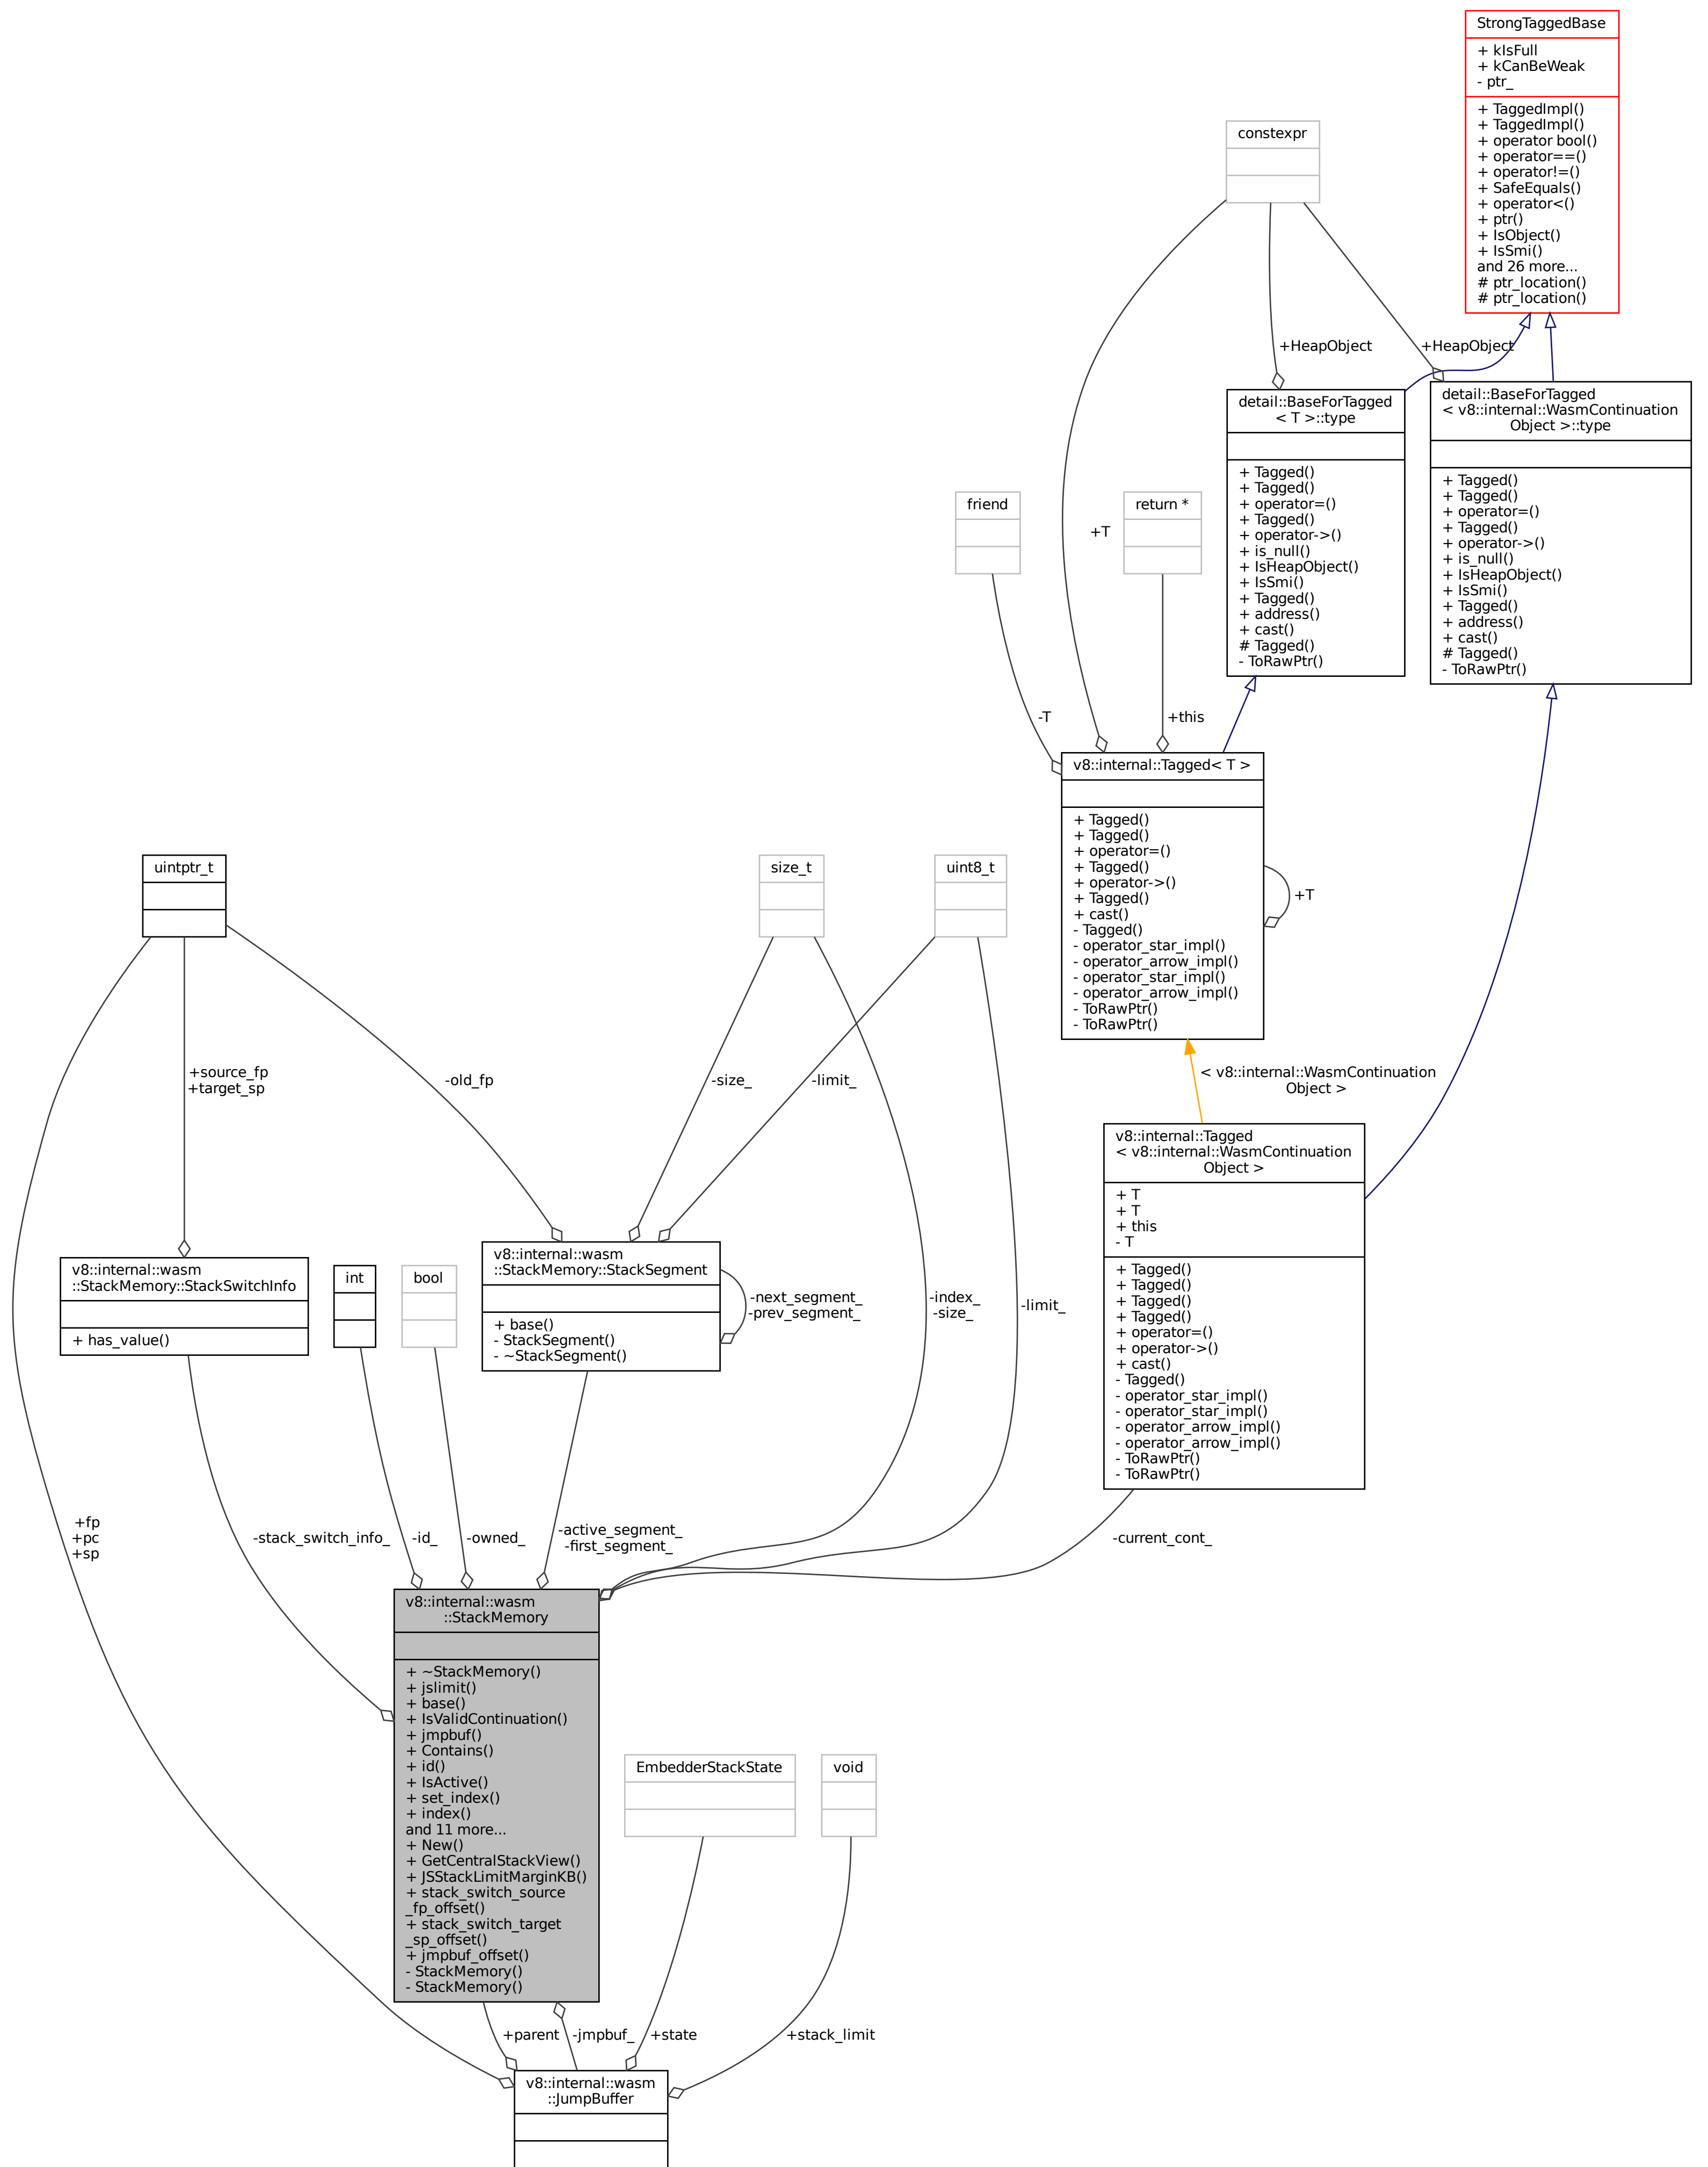 StrongTaggedBase
+ kIsFull
+ kCanBeWeak
- ptr_
+ TaggedImpl()
+ TaggedImpl()
+ operator bool()
+ operator==()
+ operator!=()
+ SafeEquals()
+ operator<()
+ ptr()
+ IsObject()
+ IsSmi()
and 26 more...
# ptr_location()
# ptr_location()
constexpr
+HeapObject
+HeapObject
detail::BaseForTagged
< T >::type
+ Tagged()
+ Tagged()
+ operator=()
+ Tagged()
+ operator->()
+ is_null()
+ IsHeapObject()
+ IsSmi()
+ Tagged()
+ address()
+ cast()
# Tagged()
- ToRawPtr()
detail::BaseForTagged
< v8::internal::WasmContinuation
Object >::type
+ Tagged()
+ Tagged()
+ operator=()
+ Tagged()
+ operator->()
+ is_null()
+ IsHeapObject()
+ IsSmi()
+ Tagged()
+ address()
+ cast()
# Tagged()
- ToRawPtr()
friend
return *
+T
-T
+this
v8::internal::Tagged< T >
+ Tagged()
+ Tagged()
+ operator=()
+ Tagged()
+ operator->()
+ Tagged()
+ cast()
- Tagged()
- operator_star_impl()
- operator_arrow_impl()
- operator_star_impl()
- operator_arrow_impl()
- ToRawPtr()
- ToRawPtr()
+T
uintptr_t
size_t
uint8_t
+source_fp
+target_sp
-old_fp
-size_
-limit_
< v8::internal::WasmContinuation
Object >
v8::internal::Tagged
< v8::internal::WasmContinuation
Object >
+ T
+ T
+ this
- T
+ Tagged()
+ Tagged()
+ Tagged()
+ Tagged()
+ operator=()
+ operator->()
+ cast()
- Tagged()
- operator_star_impl()
- operator_star_impl()
- operator_arrow_impl()
- operator_arrow_impl()
- ToRawPtr()
- ToRawPtr()
v8::internal::wasm
::StackMemory::StackSwitchInfo
+ has_value()
int
bool
v8::internal::wasm
::StackMemory::StackSegment
+ base()
- StackSegment()
- ~StackSegment()
-next_segment_
-prev_segment_
-index_
-size_
-limit_
+fp
+pc
+sp
-stack_switch_info_
-id_
-owned_
-active_segment_
-first_segment_
-current_cont_
v8::internal::wasm
::StackMemory
+ ~StackMemory()
+ jslimit()
+ base()
+ IsValidContinuation()
+ jmpbuf()
+ Contains()
+ id()
+ IsActive()
+ set_index()
+ index()
and 11 more...
+ New()
+ GetCentralStackView()
+ JSStackLimitMarginKB()
+ stack_switch_source
_fp_offset()
+ stack_switch_target
_sp_offset()
+ jmpbuf_offset()
- StackMemory()
- StackMemory()
EmbedderStackState
void
+parent
-jmpbuf_
+state
+stack_limit
v8::internal::wasm
::JumpBuffer